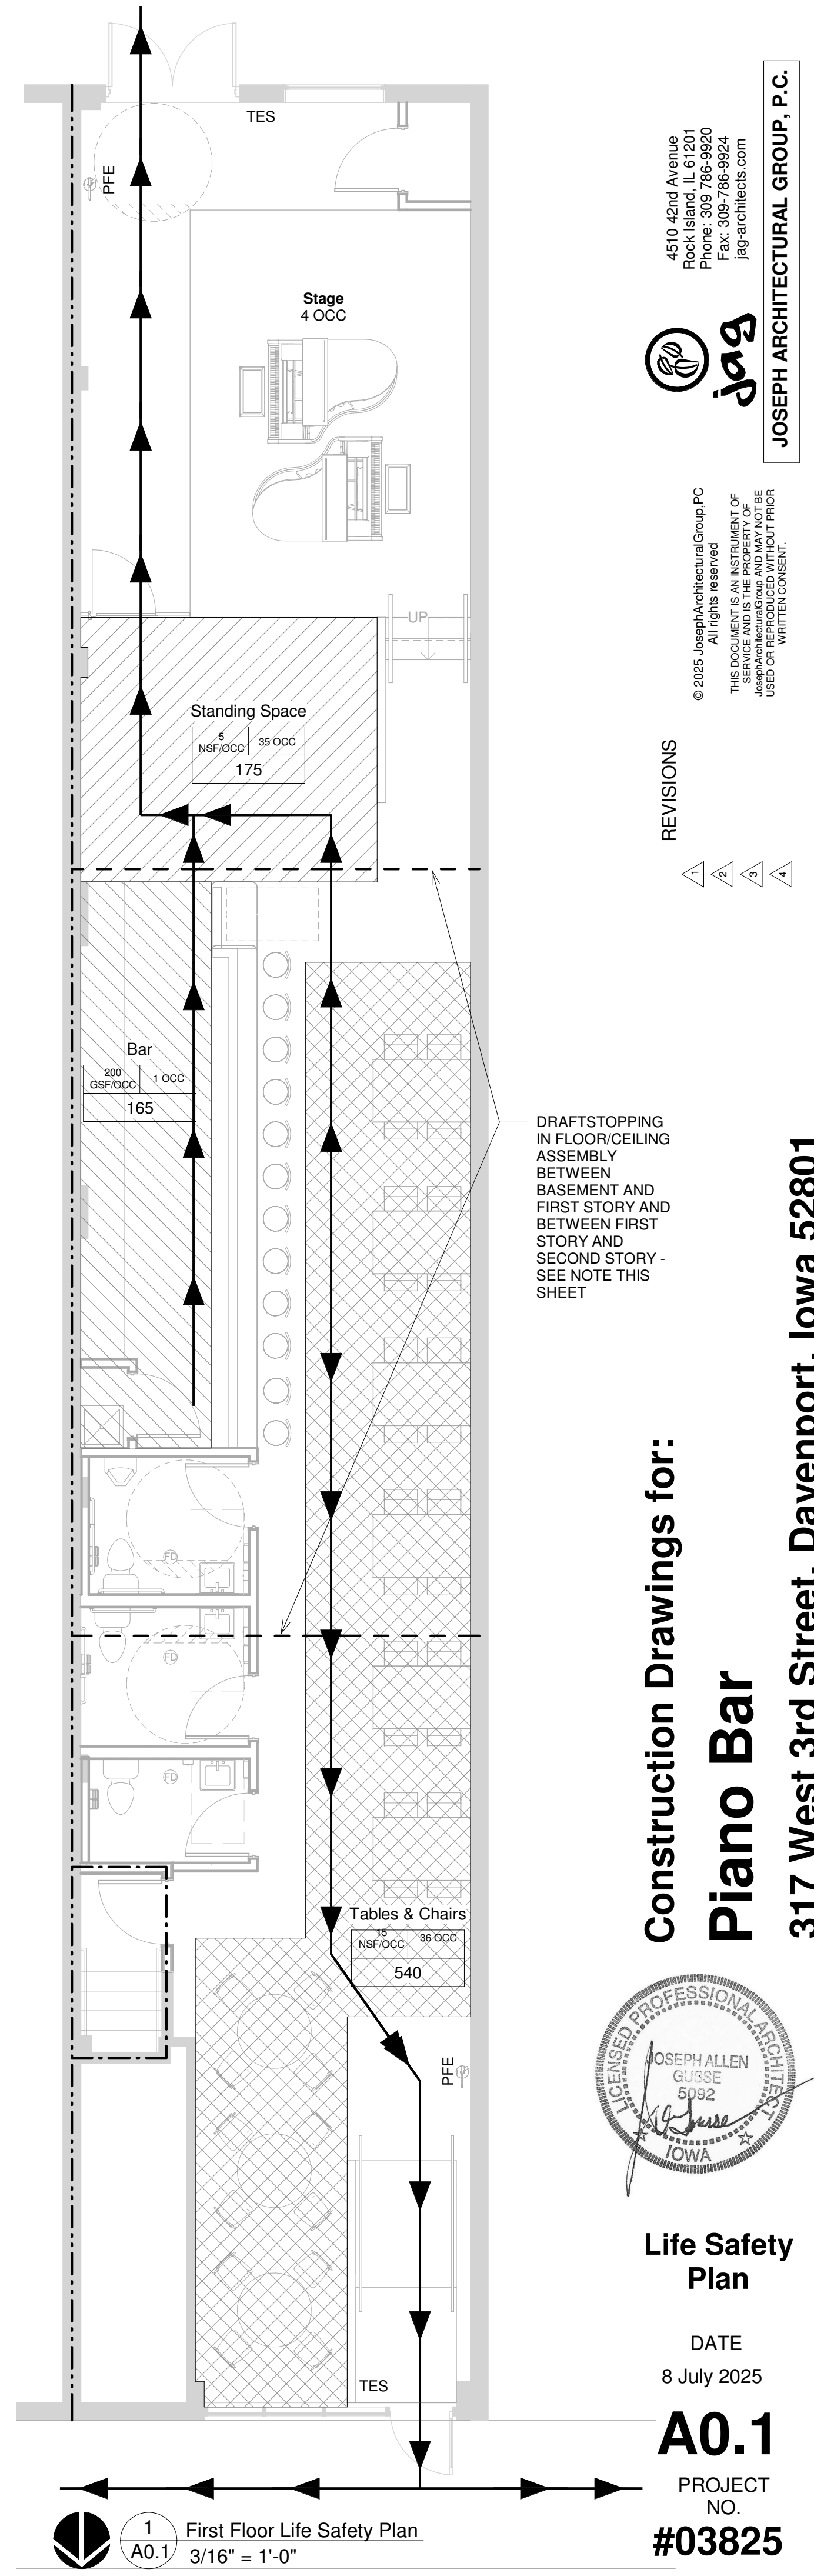 TES
PFE
Stage
4 OCC
UP
Standing Space
5
NSF/OCC
35 OCC
175
Bar
200
GSF/OCC
1 OCC
165
DRAFTSTOPPING
IN FLOOR/CEILING
ASSEMBLY
BETWEEN
BASEMENT AND
FIRST STORY AND
BETWEEN FIRST
STORY AND
SECOND STORY -
SEE NOTE THIS
SHEET
FD
FD
FD
Tables & Chairs
15
NSF/OCC
36 OCC
540
PFE
TES
1
A0.1
First Floor Life Safety Plan
3/16" = 1'-0"
4510 42nd Avenue
Rock Island, IL 61201
Phone: 309 786-9920
Fax: 309-786-9924
jag-architects.com
jag
JOSEPH ARCHITECTURAL GROUP, P.C.
© 2025 JosephArchitecturalGroup,PC
All rights reserved
THIS DOCUMENT IS AN INSTRUMENT OF
SERVICE AND IS THE PROPERTY OF
JosephArchitecturalGroup AND MAY NOT BE
USED OR REPRODUCED WITHOUT PRIOR
WRITTEN CONSENT.
REVISIONS
1
2
3
4
Construction Drawings for:
Piano Bar
317 West 3rd Street, Davenport, Iowa 52801
LICENSED PROFESSIONAL ARCHITECT
JOSEPH ALLEN
GUSSE
5092
IOWA
Life Safety
Plan
DATE
8 July 2025
A0.1
PROJECT
NO.
#03825